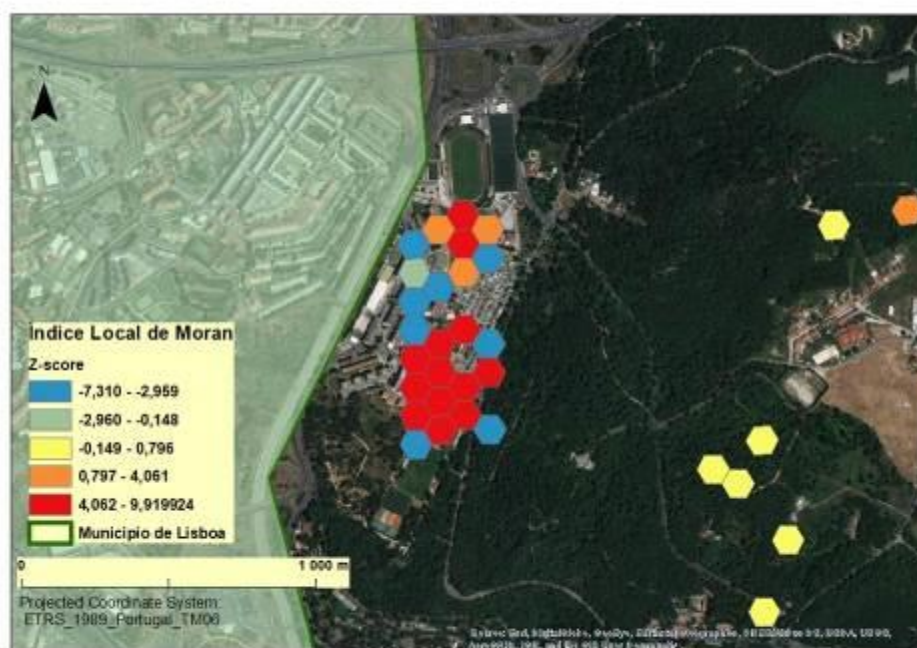 N
Indice Local de Moran
Z-score
-7,310 - -2,959
-2,960 - -0,148
-0,149 - 0,796
0,797 - 4,061
4,062 - 9,919924
Municipio de Lisboa
0 1 000 m
Projected Coordinate System:
ETRS_1989_Portugal_TM06